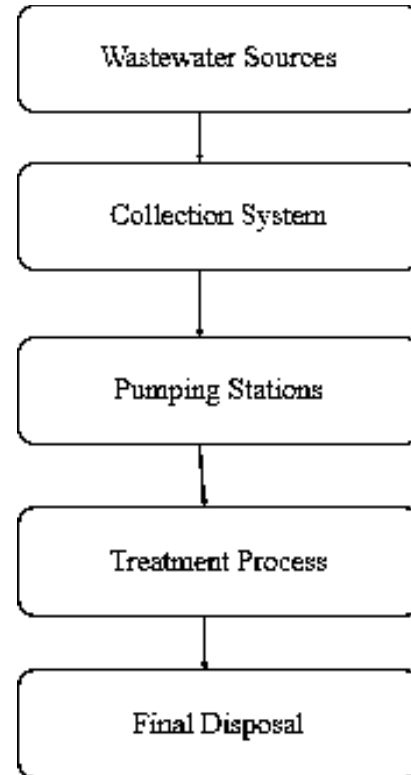 Wastewater Sources
Collection System
Pumping Stations
Treatment Process
Final Disposal